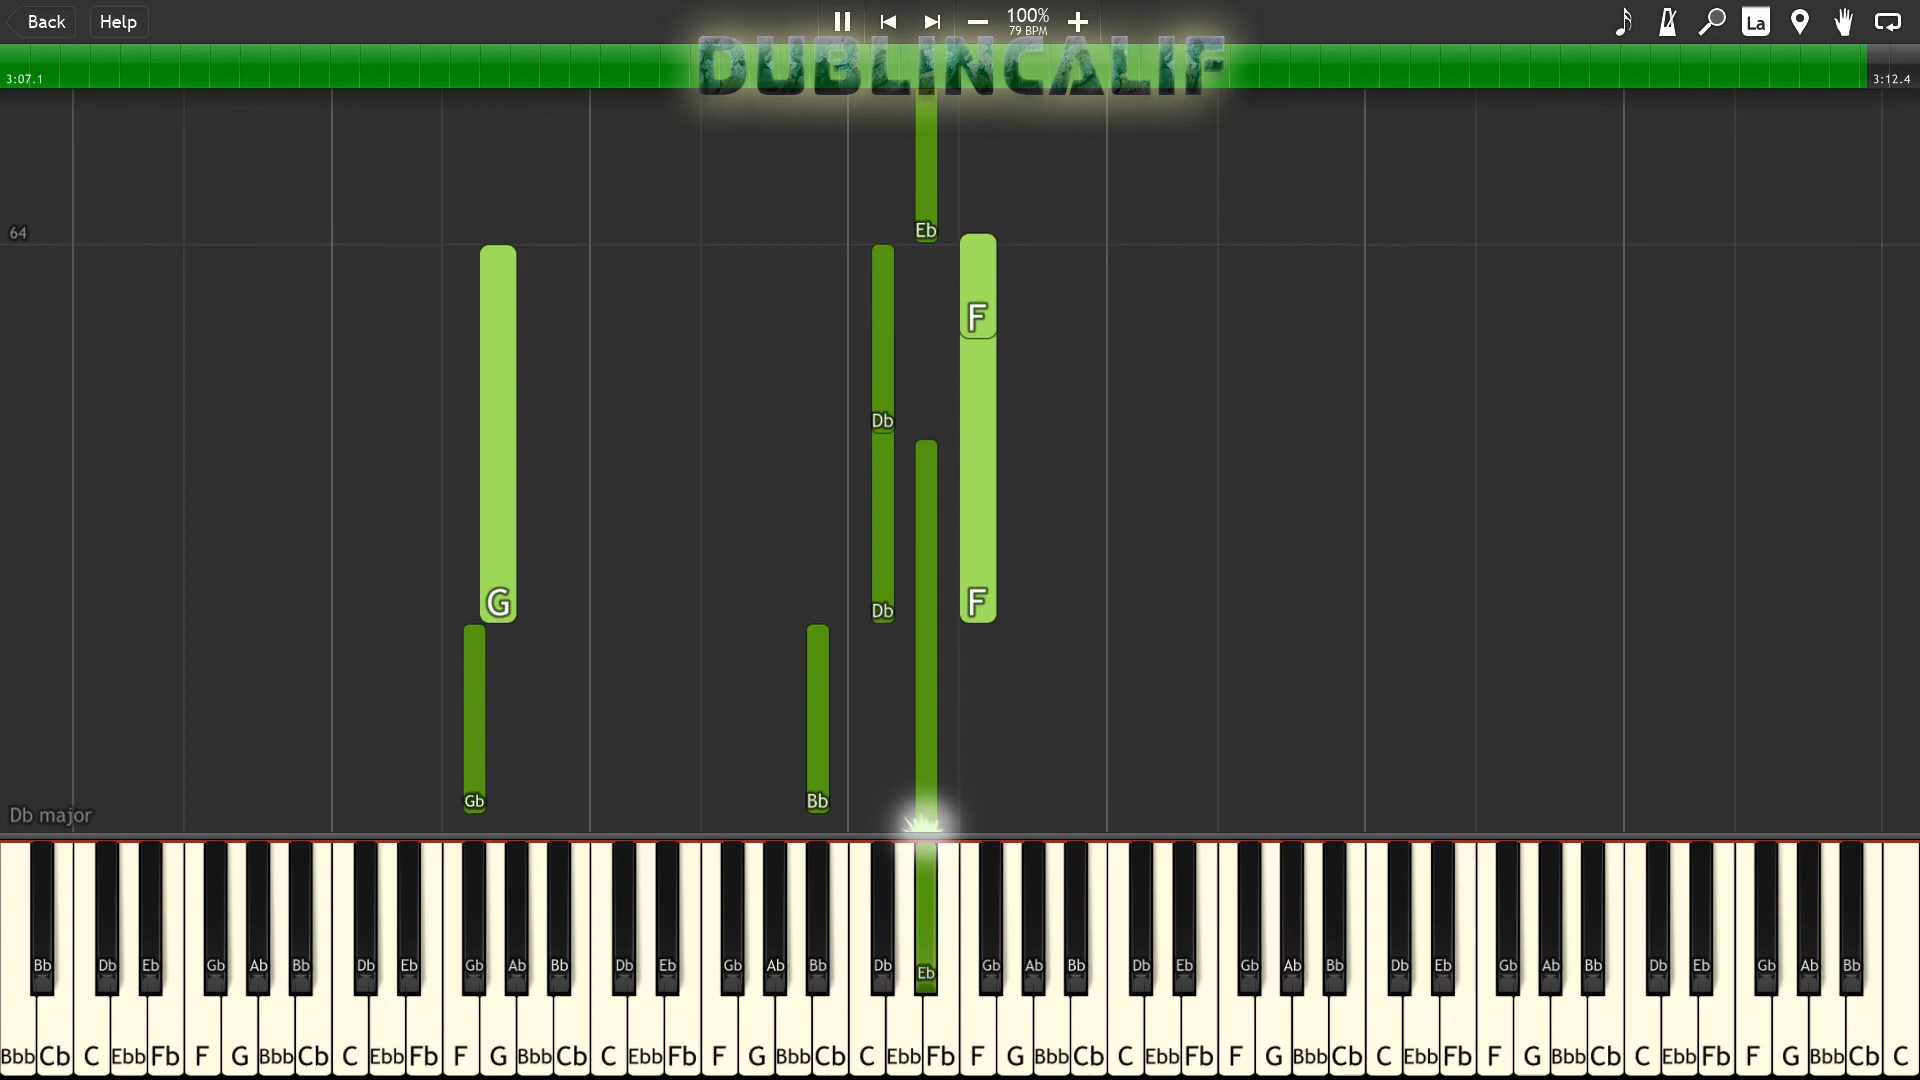 Back Help 100%
79 BPM
La
DUBLINCALIF
3:07.1 3:12.4
Eb
64
F
Db
G Db F
Gb Bb
Db major
Bb Db Eb Gb Ab Bb Db Eb Gb Ab Bb Db Eb Gb Ab Bb Db Eb Gb Ab Bb Db Eb Gb Ab Bb Db Eb Gb Ab Bb Db Eb Gb Ab Bb
Bbb Cb C Ebb Fb F G Bbb Cb C Ebb Fb F G Bbb Cb C Ebb Fb F G Bbb Cb C Ebb Fb F G Bbb Cb C Ebb Fb F G Bbb Cb C Ebb Fb F G Bbb Cb C Ebb Fb F G Bbb Cb C